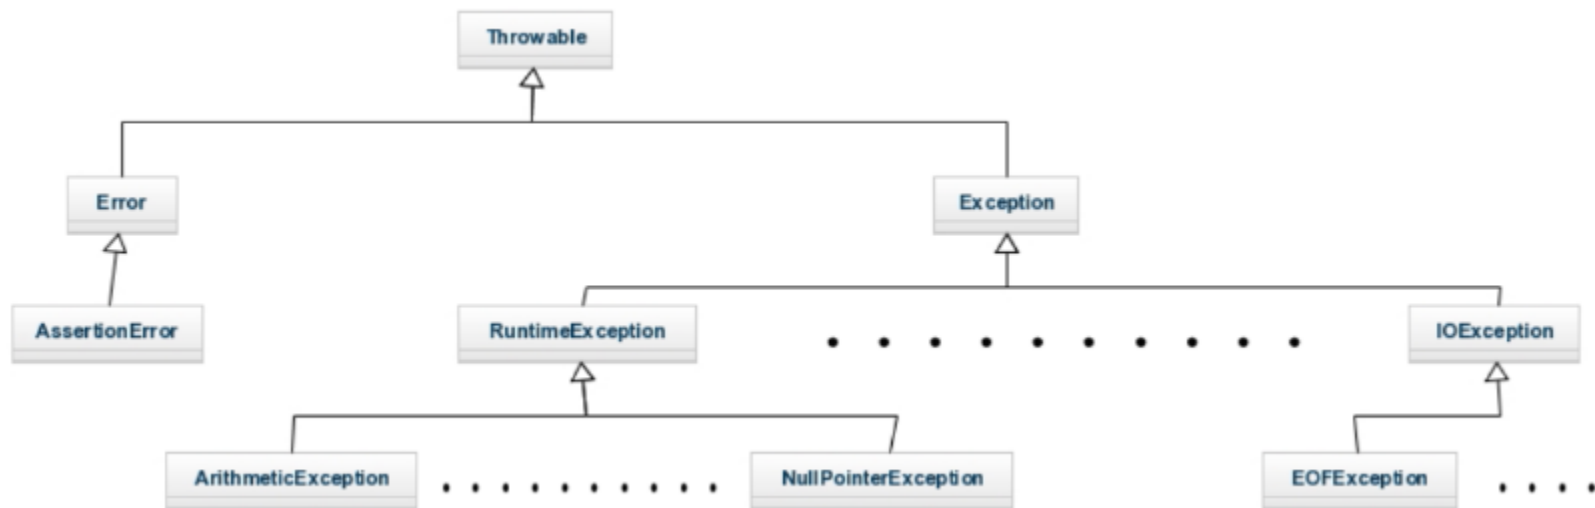 Throwable
Error
Exception
AssertionError
RuntimeException
IOException
ArithmeticException
NullPointerException
EOFException